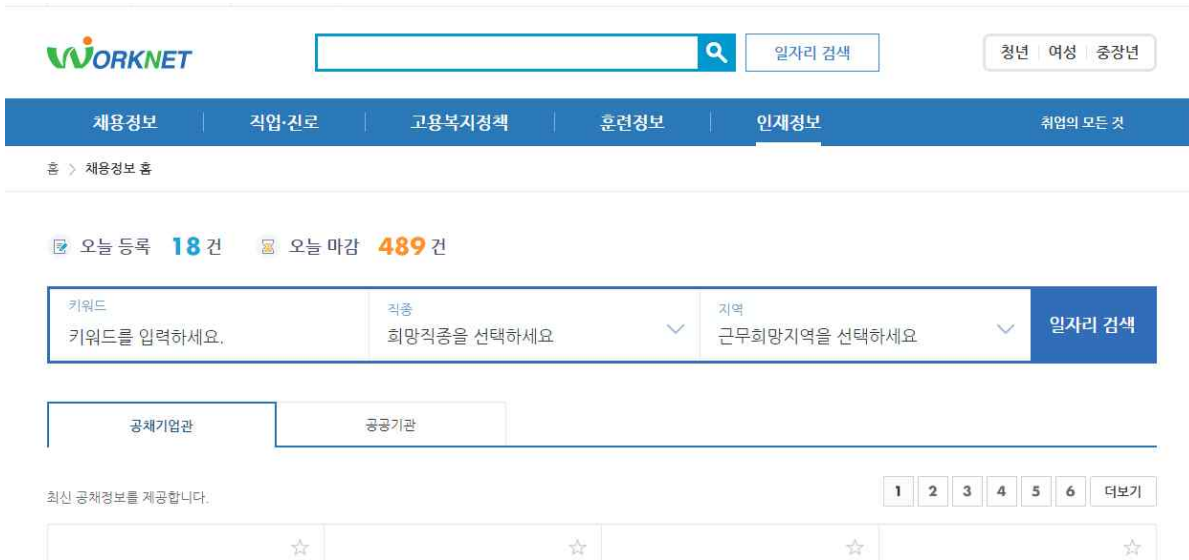 WORKNET
일자리 검색
청년 여성 중장년
채용정보 직업·진로 고용복지정책 훈련정보 인재정보 취업의 모든 것
홈 > 채용정보 홈
오늘 등록 18 건 오늘 마감 489 건
키워드 직종 지역
키워드를 입력하세요. 희망직종을 선택하세요 근무희망지역을 선택하세요 일자리 검색
공채기업관 공공기관
최신 공채정보를 제공합니다. 1 2 3 4 5 6 더보기